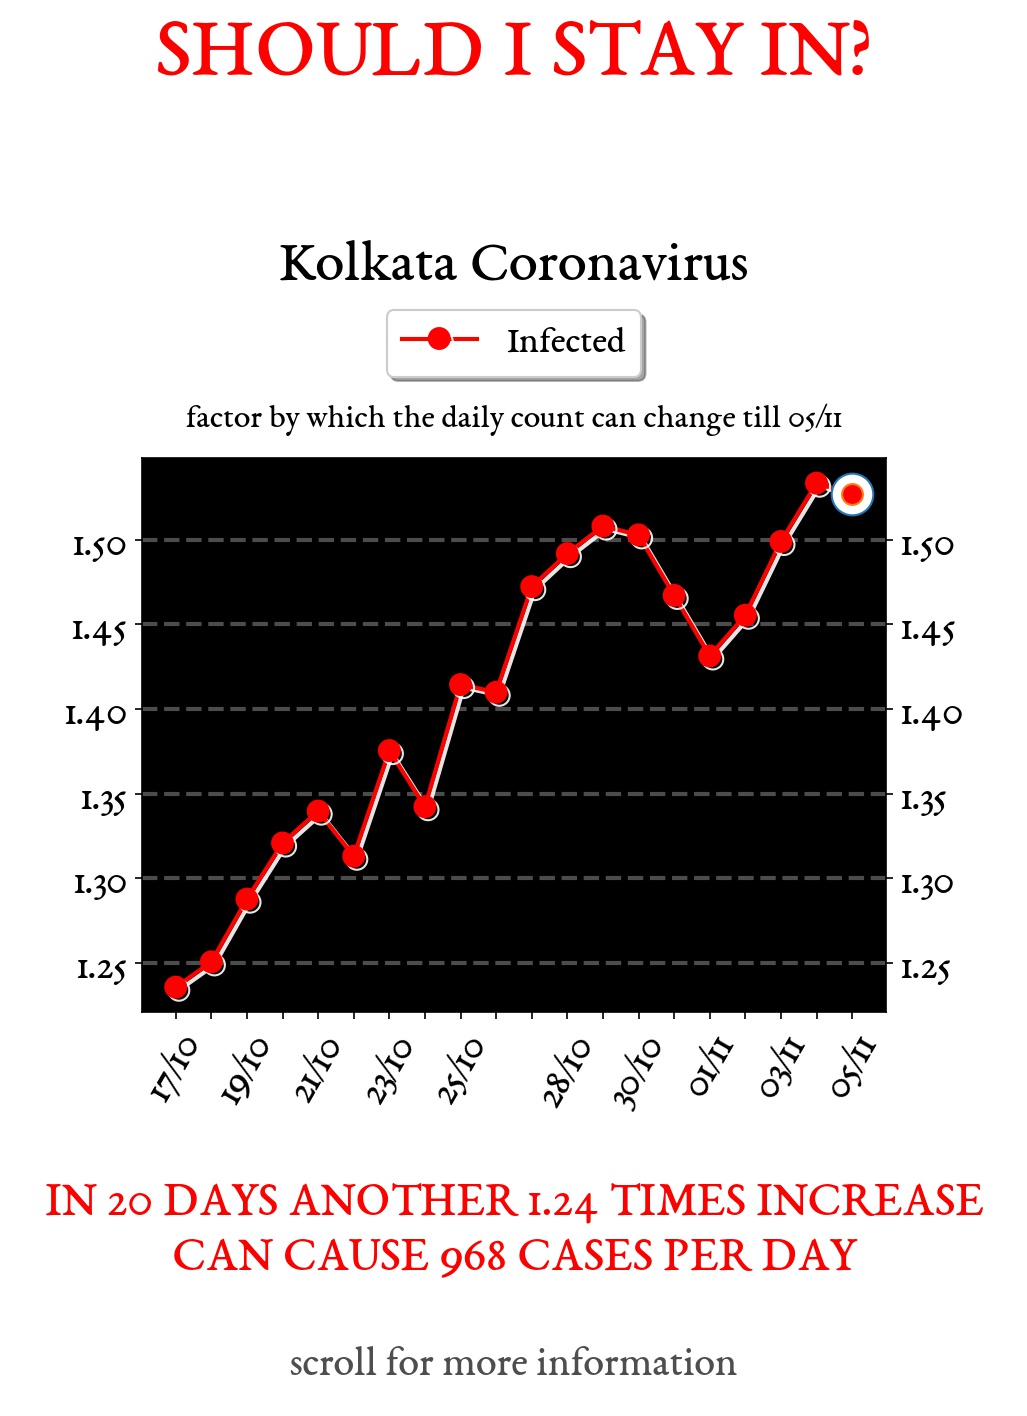 SHOULD I STAY IN?
Kolkata Coronavirus
Infected
factor by which the daily count can change till 05/11
1.50 1.50
1.45 1.45
1.40 1.40
1.35 1.35
1.30 1.30
1.25 1.25
17/10 19/10 21/10 23/10 25/10 28/10 30/10 01/11 03/11 05/11
IN 20 DAYS ANOTHER 1.24 TIMES INCREASE
CAN CAUSE 968 CASES PER DAY
scroll for more information